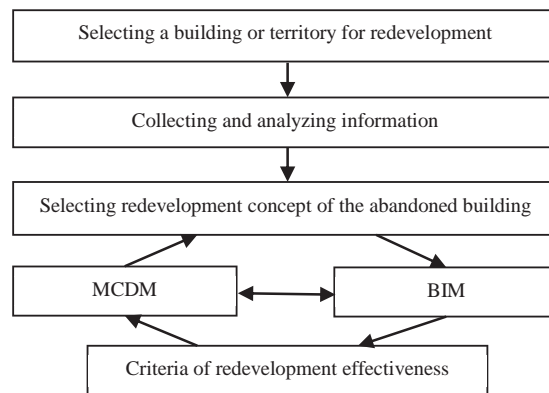 Selecting a building or territory for redevelopment
Collecting and analyzing information
Selecting redevelopment concept of the abandoned building
MCDM
BIM
Criteria of redevelopment effectiveness